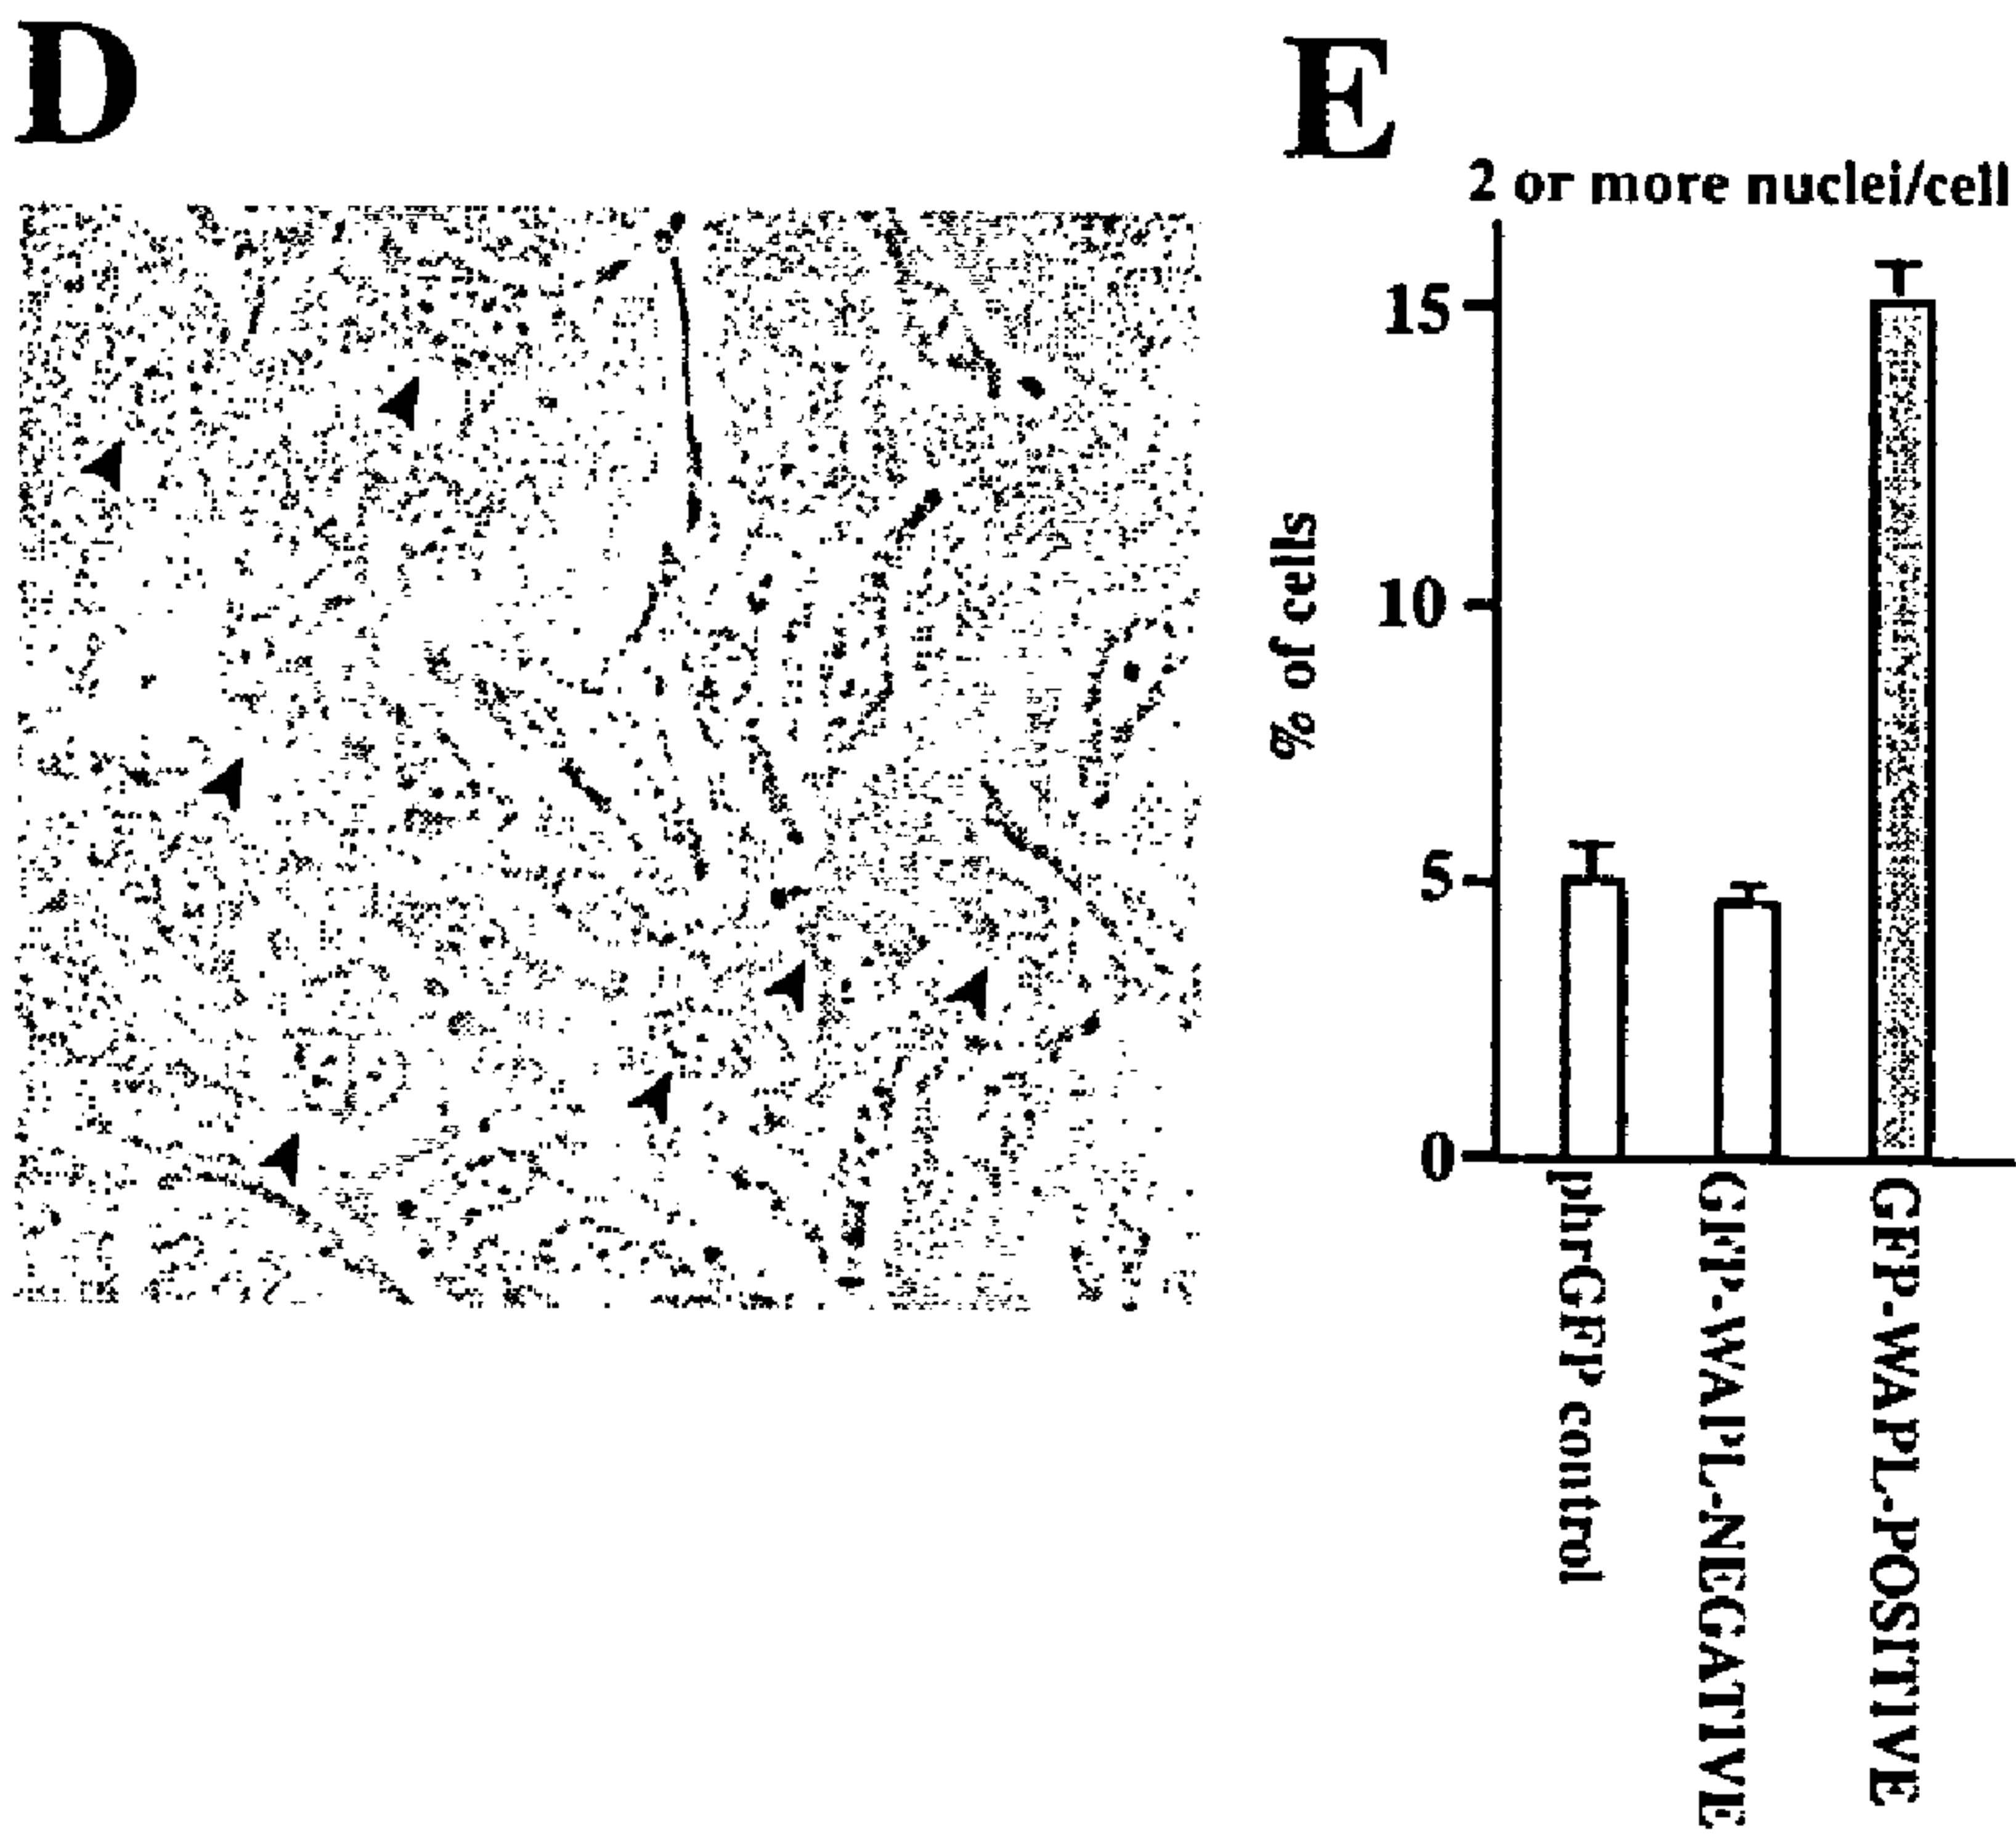 D
E
2 or more nuclei/cell
% of cells
15
10
5
0
phrGFP control
GFP-WAPL-NEGATIVE
GFP-WAPL-POSITIVE